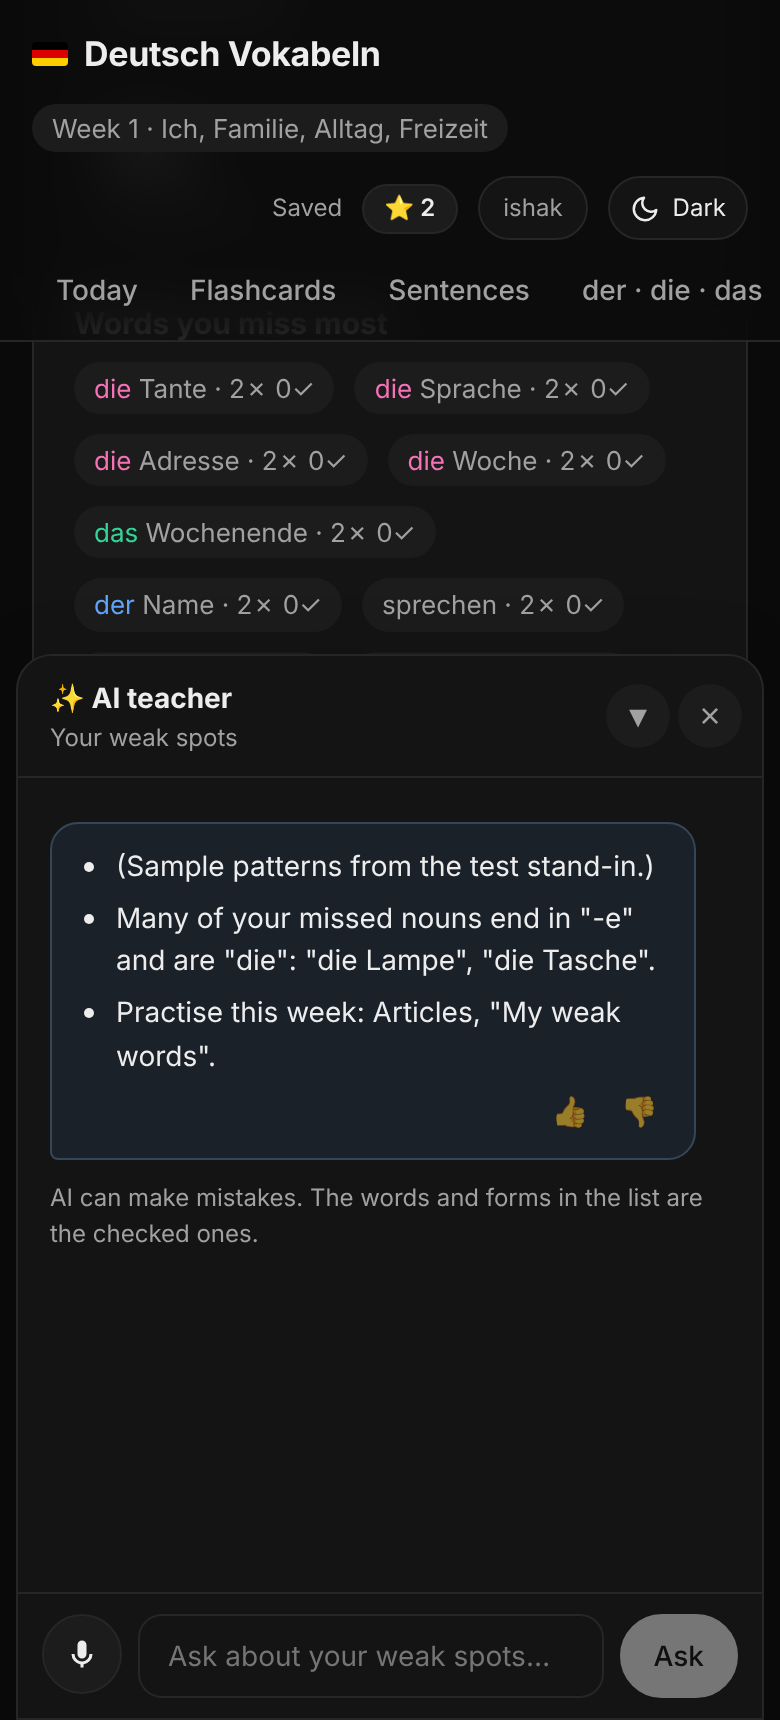 Deutsch Vokabeln
Week 1 · Ich, Familie, Alltag, Freizeit
Saved ⭐ 2 ishak Dark
Today Flashcards Sentences der · die · das
Words you miss most
die Tante · 2× 0✓ die Sprache · 2× 0✓
die Adresse · 2× 0✓ die Woche · 2× 0✓
das Wochenende · 2× 0✓
der Name · 2× 0✓ sprechen · 2× 0✓
✨ AI teacher
Your weak spots
▼ ×
• (Sample patterns from the test stand-in.)
• Many of your missed nouns end in "-e"
and are "die": "die Lampe", "die Tasche".
• Practise this week: Articles, "My weak
words".
👍 👎
AI can make mistakes. The words and forms in the list are
the checked ones.
Ask about your weak spots... Ask